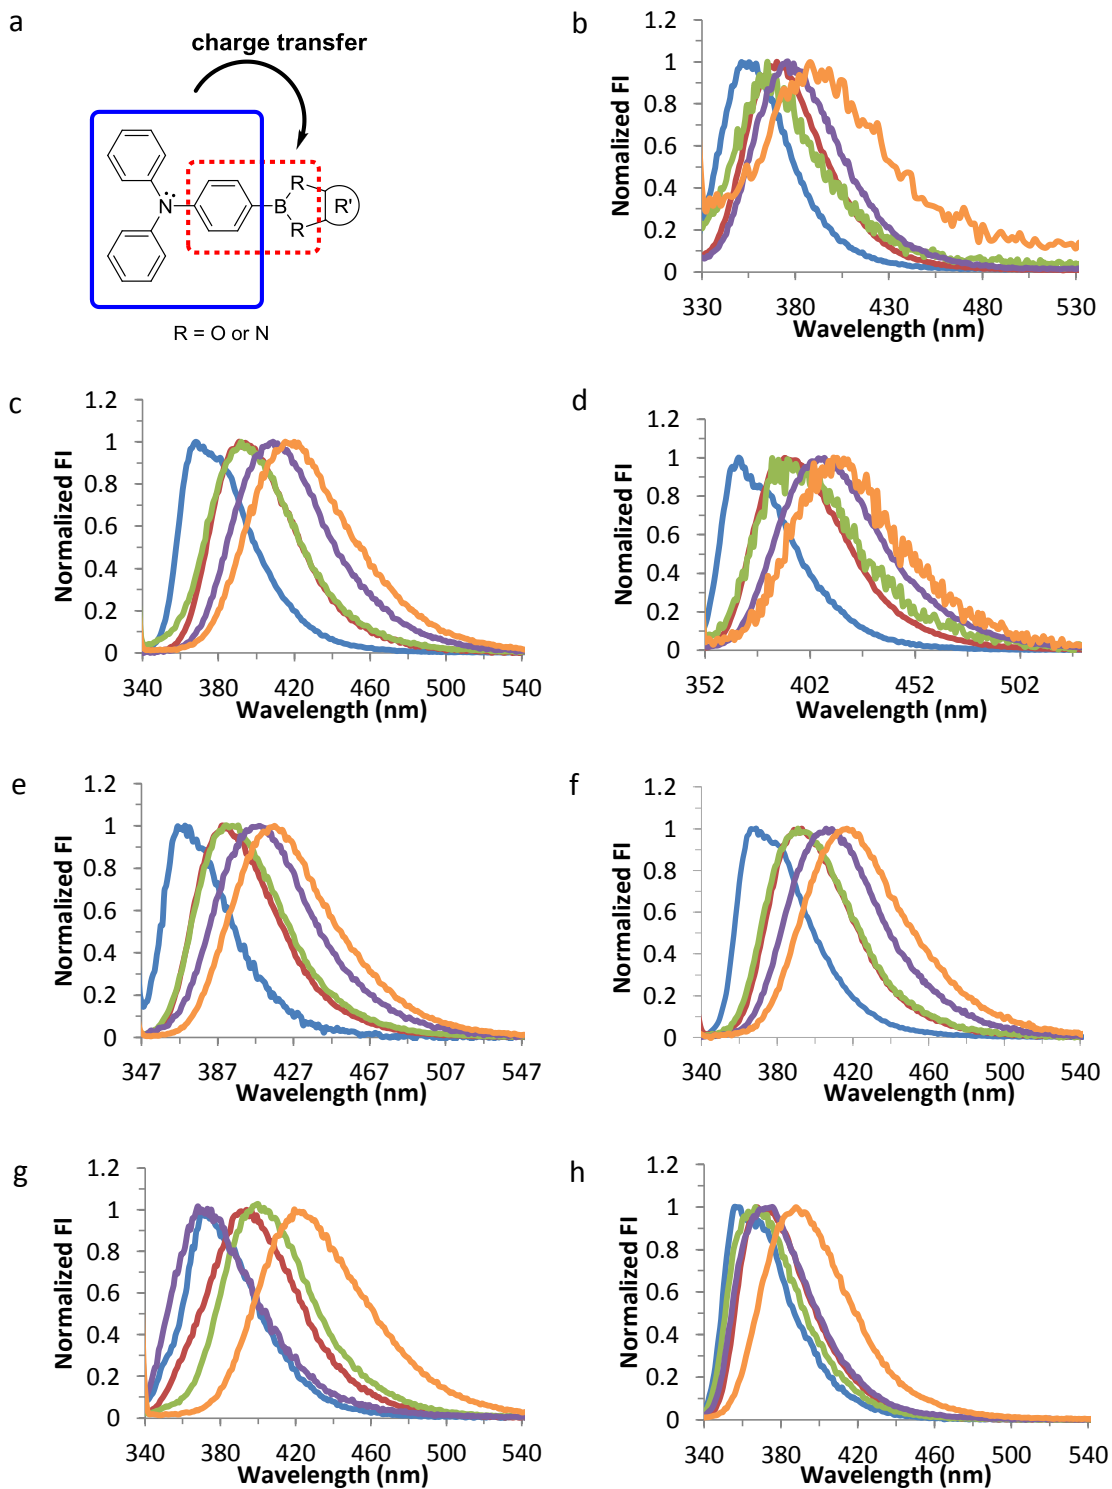 a
charge transfer
N
B
R
R
R'
R = O or N
b
Nomalized FI
1.2
1
0.8
0.6
0.4
0.2
0
330 380 430 480 530
Wavelength (nm)
c
Normalized FI
1.2
1
0.8
0.6
0.4
0.2
0
340 380 420 460 500 540
Wavelength (nm)
d
Nomalized FI
1.2
1
0.8
0.6
0.4
0.2
0
352 402 452 502
Wavelength (nm)
e
Normalized FI
1.2
1
0.8
0.6
0.4
0.2
0
347 387 427 467 507 547
Wavelength (nm)
f
Normalized FI
1.2
1
0.8
0.6
0.4
0.2
0
340 380 420 460 500 540
Wavelength (nm)
g
Normalized FI
1.2
1
0.8
0.6
0.4
0.2
0
340 380 420 460 500 540
Wavelength (nm)
h
Normalized FI
1.2
1
0.8
0.6
0.4
0.2
0
340 380 420 460 500 540
Wavelength (nm)